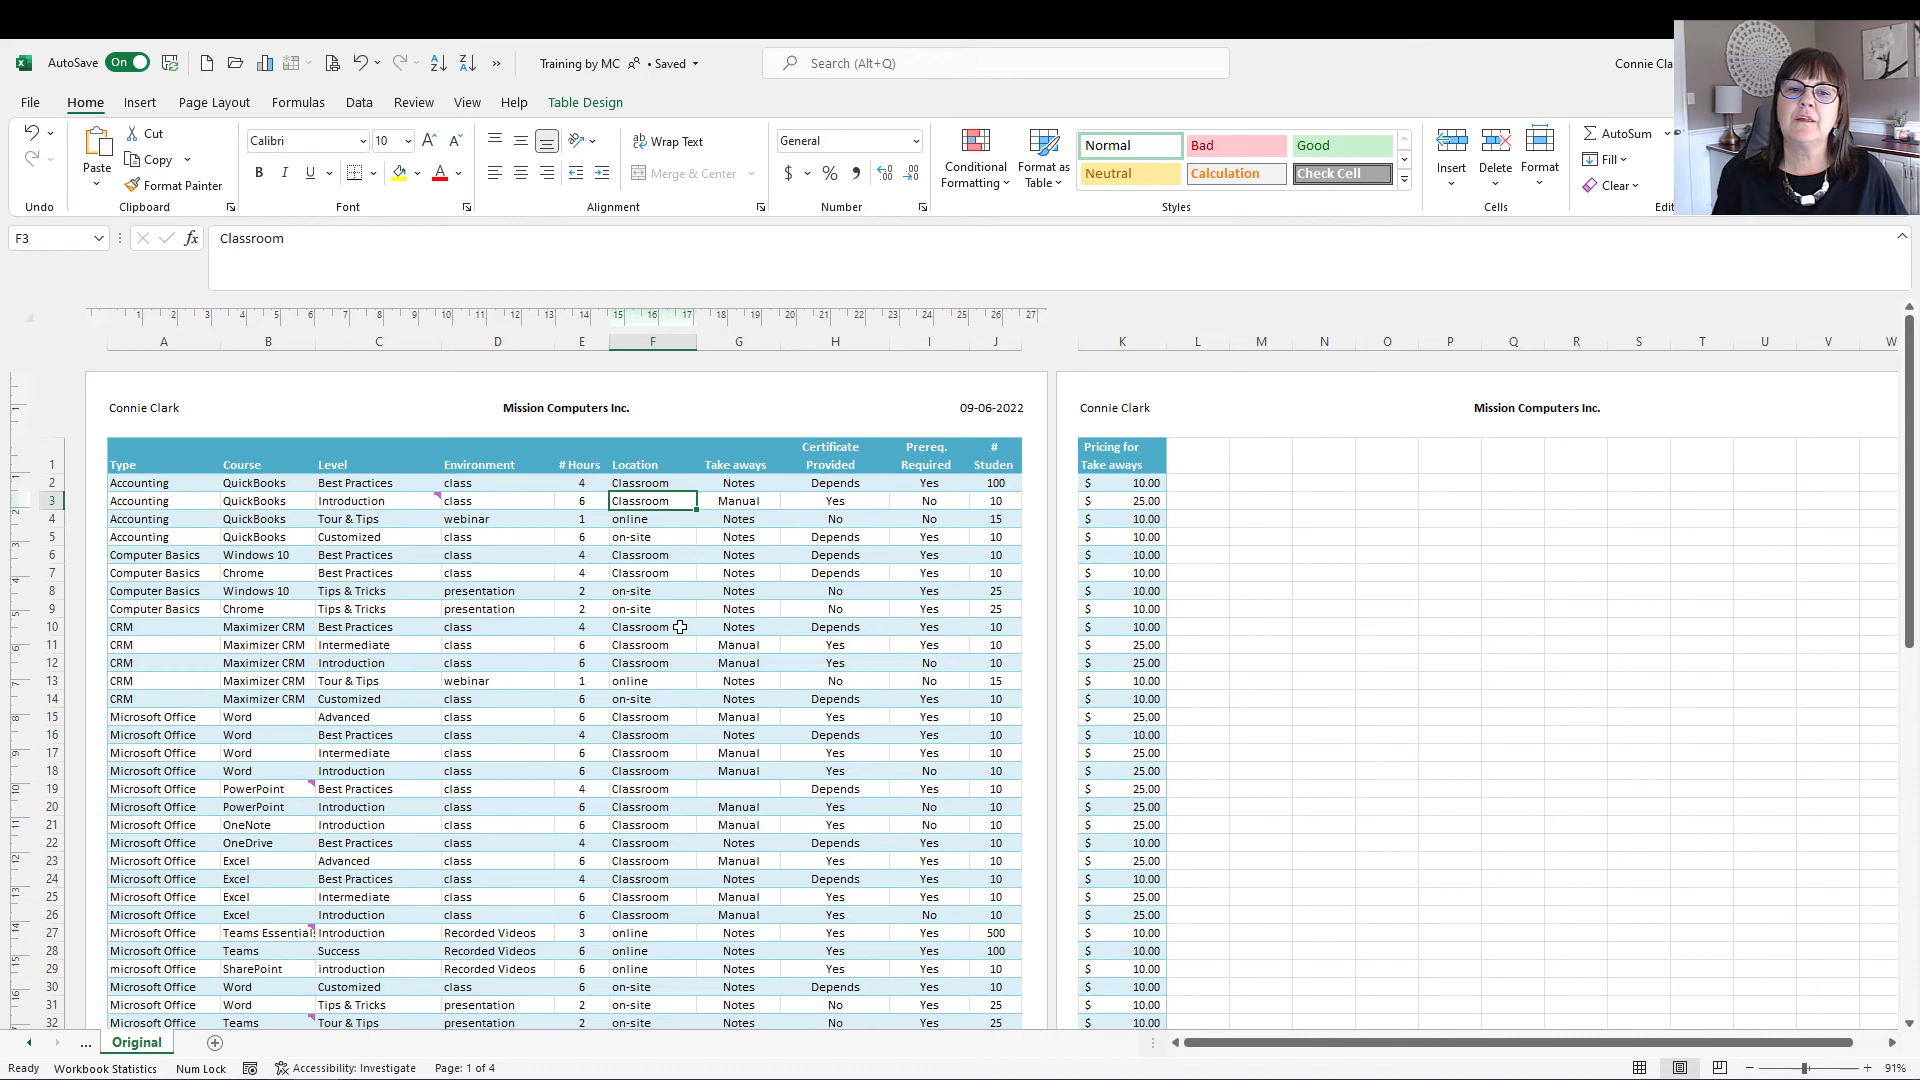 AutoSave On Training by MC • Saved Search (Alt+Q) Connie Cla
File Home Insert Page Layout Formulas Data Review View Help Table Design
Paste Cut Copy Format Painter
Calibri 10
Wrap Text
Merge & Center
General
Conditional Formatting Format as Table
Normal Bad Good
Neutral Calculation Check Cell
Insert Delete Format
AutoSum
Fill
Clear
Undo Clipboard Font Alignment Number Styles Cells Edit
F3 fx Classroom
1 2 3 4 5 6 7 8 9 10 11 12 13 14 15 16 17 18 19 20 21 22 23 24 25 26 27
A B C D E F G H I J K L M N O P Q R S T U V W
Connie Clark Mission Computers Inc. 09-06-2022 Connie Clark Mission Computers Inc.
Certificate Prereq. # Pricing for
1 Type Course Level Environment # Hours Location Take aways Provided Required Studen Take aways
2 Accounting QuickBooks Best Practices class 4 Classroom Notes Depends Yes 100 $ 10.00
3 Accounting QuickBooks Introduction class 6 Classroom Manual Yes No 10 $ 25.00
4 Accounting QuickBooks Tour & Tips webinar 1 online Notes No No 15 $ 10.00
5 Accounting QuickBooks Customized class 6 on-site Notes Depends Yes 10 $ 10.00
6 Computer Basics Windows 10 Best Practices class 4 Classroom Notes Depends Yes 10 $ 10.00
7 Computer Basics Chrome Best Practices class 4 Classroom Notes Depends Yes 10 $ 10.00
8 Computer Basics Windows 10 Tips & Tricks presentation 2 on-site Notes No Yes 25 $ 10.00
9 Computer Basics Chrome Tips & Tricks presentation 2 on-site Notes No Yes 25 $ 10.00
10 CRM Maximizer CRM Best Practices class 4 Classroom Notes Depends Yes 10 $ 10.00
11 CRM Maximizer CRM Intermediate class 6 Classroom Manual Yes Yes 10 $ 25.00
12 CRM Maximizer CRM Introduction class 6 Classroom Manual Yes No 10 $ 25.00
13 CRM Maximizer CRM Tour & Tips webinar 1 online Notes No No 15 $ 10.00
14 CRM Maximizer CRM Customized class 6 on-site Notes Depends Yes 10 $ 10.00
15 Microsoft Office Word Advanced class 6 Classroom Manual Yes Yes 10 $ 25.00
16 Microsoft Office Word Best Practices class 4 Classroom Notes Depends Yes 10 $ 10.00
17 Microsoft Office Word Intermediate class 6 Classroom Manual Yes Yes 10 $ 25.00
18 Microsoft Office Word Introduction class 6 Classroom Manual Yes No 10 $ 25.00
19 Microsoft Office PowerPoint Best Practices class 4 Classroom Depends Yes 10 $ 25.00
20 Microsoft Office PowerPoint Introduction class 6 Classroom Manual Yes No 10 $ 25.00
21 Microsoft Office OneNote Introduction class 6 Classroom Manual Yes No 10 $ 25.00
22 Microsoft Office OneDrive Best Practices class 4 Classroom Notes Depends Yes 10 $ 10.00
23 Microsoft Office Excel Advanced class 6 Classroom Manual Yes Yes 10 $ 25.00
24 Microsoft Office Excel Best Practices class 4 Classroom Notes Depends Yes 10 $ 10.00
25 Microsoft Office Excel Intermediate class 6 Classroom Manual Yes Yes 10 $ 25.00
26 Microsoft Office Excel Introduction class 6 Classroom Manual Yes No 10 $ 25.00
27 Microsoft Office Teams Essential Introduction Recorded Videos 3 online Notes Yes Yes 500 $ 10.00
28 Microsoft Office Teams Success Recorded Videos 6 online Notes Yes Yes 100 $ 10.00
29 microsoft Office SharePoint introduction Recorded Videos 6 online Notes Yes Yes 10 $ 10.00
30 Microsoft Office Word Customized class 6 on-site Notes Depends Yes 10 $ 10.00
31 Microsoft Office Word Tips & Tricks presentation 2 on-site Notes No Yes 25 $ 10.00
32 Microsoft Office Teams Tour & Tips presentation 2 on-site Notes No Yes 25 $ 10.00
... Original
Ready Workbook Statistics Num Lock Accessibility: Investigate Page: 1 of 4 91%